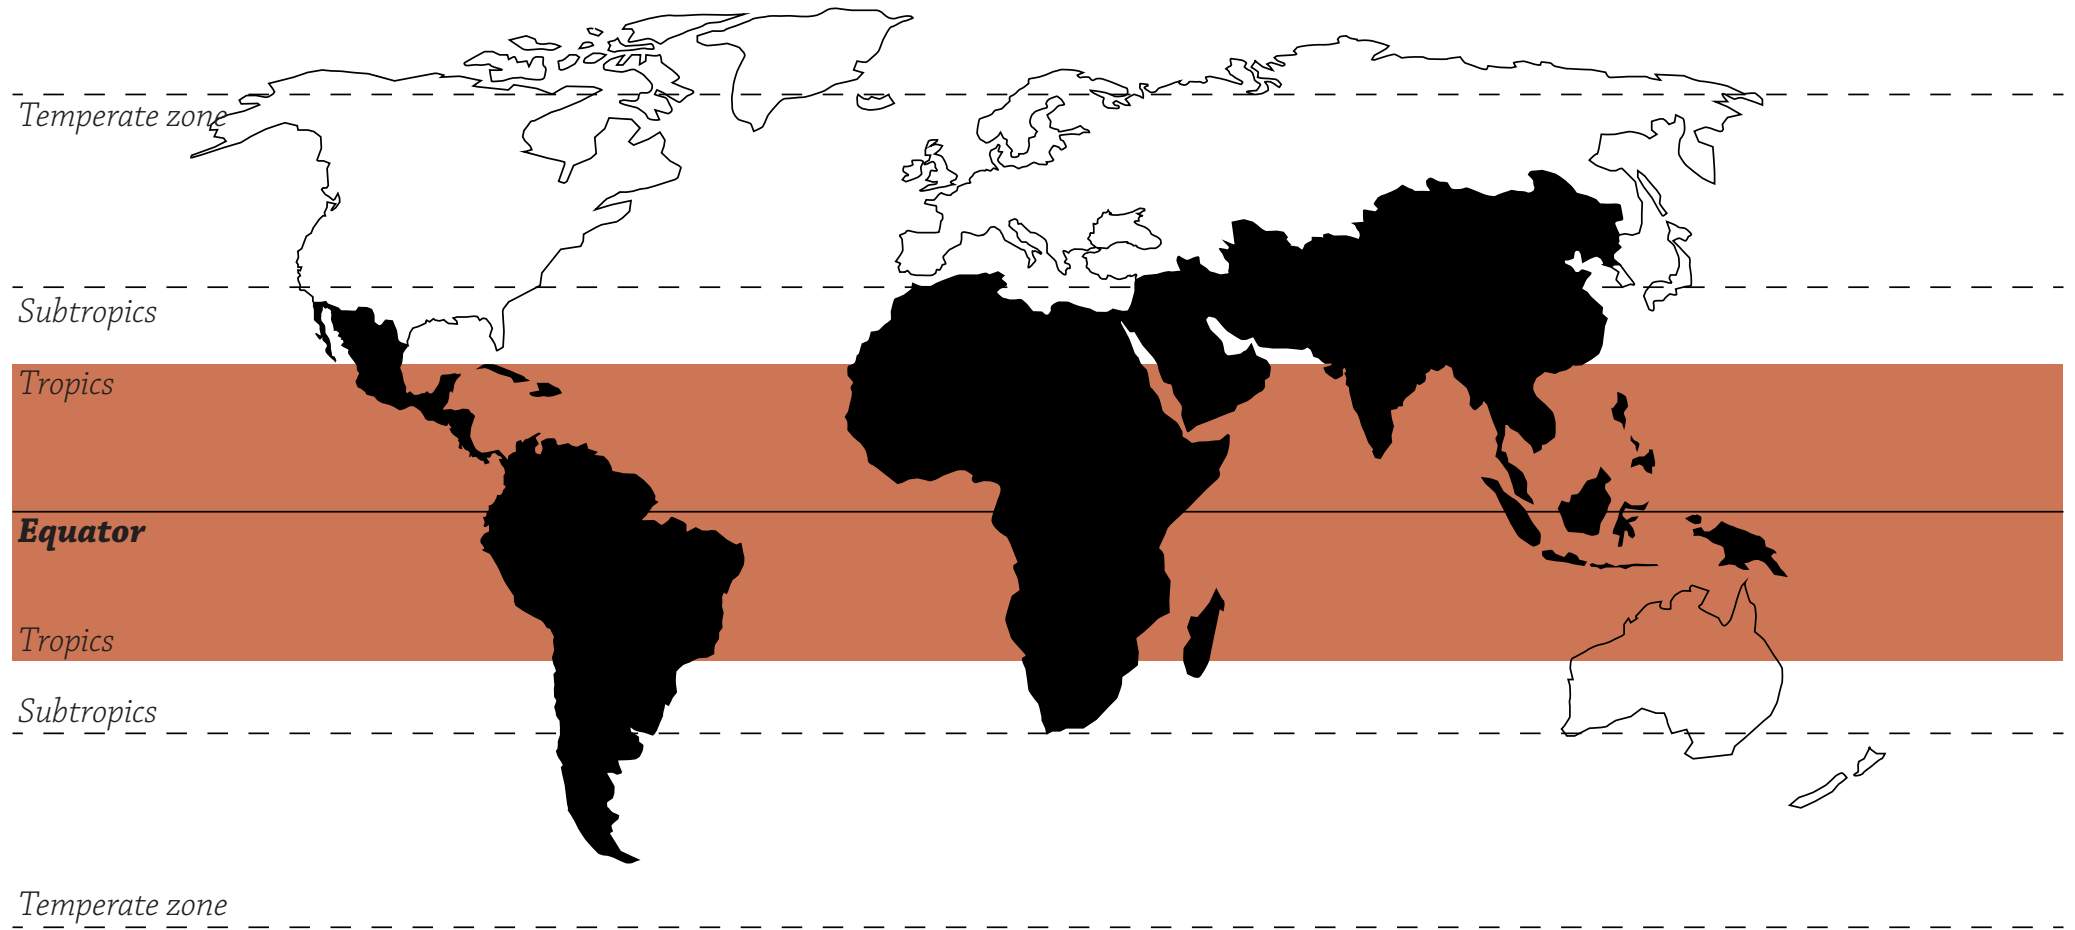 Temperate zone
Subtropics
Tropics
Equator
Tropics
Subtropics
Temperate zone